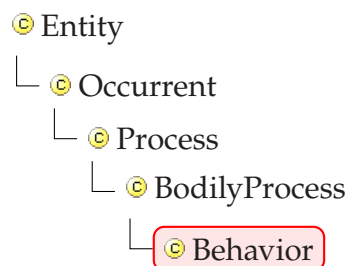 C Entity
C Occurrent
C Process
C BodilyProcess
C Behavior